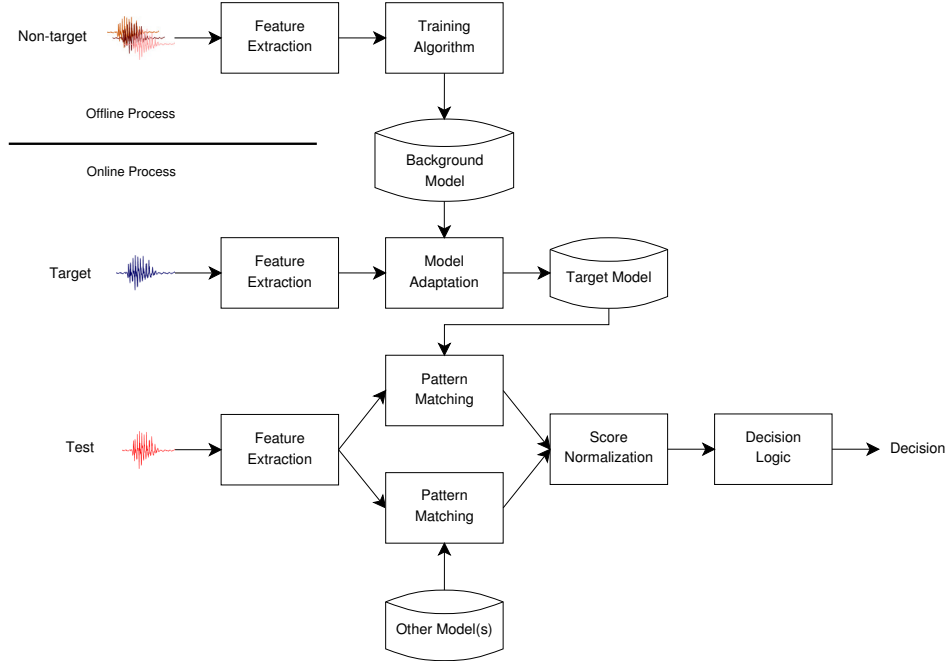 Non-target
Feature
Extraction
Training
Algorithm
Offline Process
Online Process
Background
Model
Target
Feature
Extraction
Model
Adaptation
Target Model
Pattern
Matching
Test
Feature
Extraction
Score
Normalization
Decision
Logic
Decision
Pattern
Matching
Other Model(s)